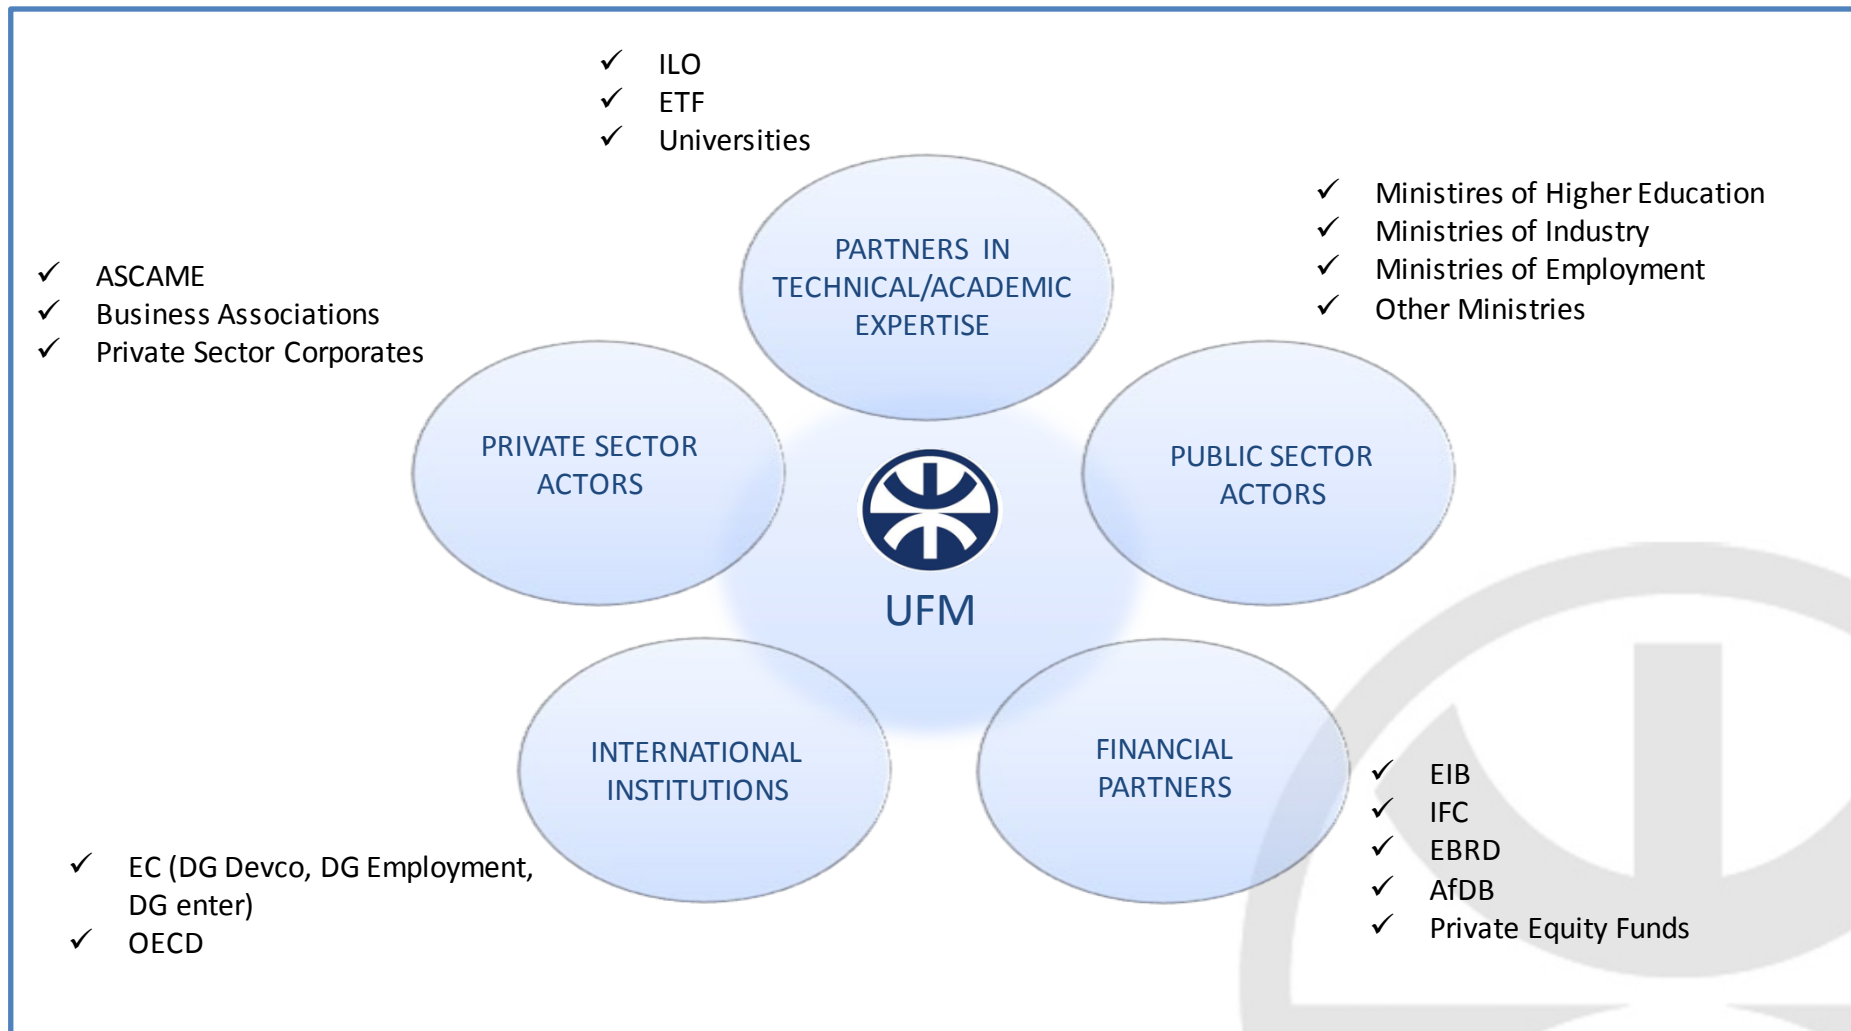 ✓ ILO
✓ ETF
✓ Universities
PARTNERS IN
TECHNICAL/ACADEMIC
EXPERTISE
✓ Ministires of Higher Education
✓ Ministries of Industry
✓ Ministries of Employment
✓ Other Ministries
✓ ASCAME
✓ Business Associations
✓ Private Sector Corporates
PRIVATE SECTOR
ACTORS
PUBLIC SECTOR
ACTORS
UFM
INTERNATIONAL
INSTITUTIONS
FINANCIAL
PARTNERS
✓ EIB
✓ IFC
✓ EBRD
✓ AfDB
✓ Private Equity Funds
✓ EC (DG Devco, DG Employment,
DG enter)
✓ OECD